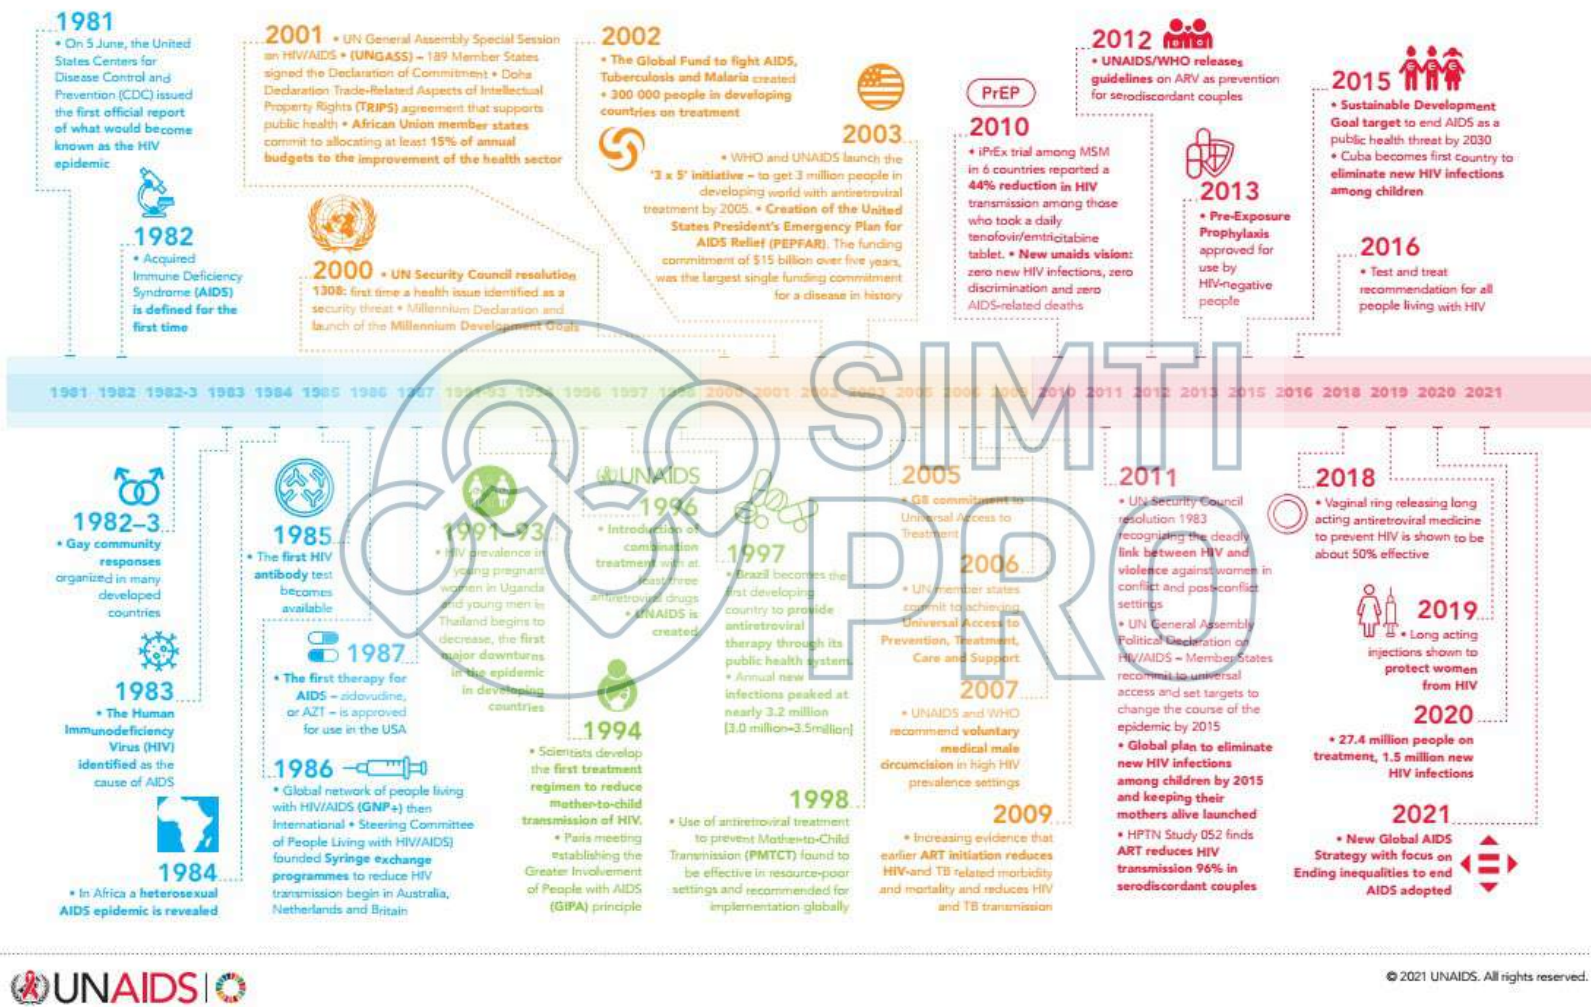 1981
• On 5 June, the United
States Centers for
Disease Control and
Prevention (CDC) issued
the first official report
of what would become
known as the HIV
epidemic
1982
• Acquired
Immune Deficiency
Syndrome (AIDS)
is defined for the
first time
2001 • UN General Assembly Special Session
on HIV/AIDS • (UNGASS) – 189 Member States
signed the Declaration of Commitment • Doha
Declaration Trade-Related Aspects of Intellectual
Property Rights (TRIPS) agreement that supports
public health • African Union member states
commit to allocating at least 15% of annual
budgets to the improvement of the health sector
2000 • UN Security Council resolution
1308: first time a health issue identified as a
security threat • Millennium Declaration and
launch of the Millennium Development Goals
2002
• The Global Fund to fight AIDS,
Tuberculosis and Malaria created
• 300 000 people in developing
countries on treatment
2003
• WHO and UNAIDS launch the
'3 x 5' initiative – to get 3 million people in
developing world with antiretroviral
treatment by 2005. • Creation of the United
States President's Emergency Plan for
AIDS Relief (PEPFAR). The funding
commitment of $15 billion over five years,
was the largest single funding commitment
for a disease in history
PrEP
2010
• iPrEx trial among MSM
in 6 countries reported a
44% reduction in HIV
transmission among those
who took a daily
tenofovir/emtricitabine
tablet. • New unaids vision:
zero new HIV infections, zero
discrimination and zero
AIDS-related deaths
2012
• UNAIDS/WHO releases
guidelines on ARV as prevention
for serodiscordant couples
2013
• Pre-Exposure
Prophylaxis
approved for
use by
HIV-negative
people
2015
• Sustainable Development
Goal target to end AIDS as a
public health threat by 2030
• Cuba becomes first country to
eliminate new HIV infections
among children
2016
• Test and treat
recommendation for all
people living with HIV
1981 1982 1982-3 1983 1984 1985 1986 1987 1991-93 1994 1996 1997 1998 2000 2001 2002 2003 2005 2006 2009 2010 2011 2012 2013 2015 2016 2018 2019 2020 2021
SIMTI
PRO
1982–3
• Gay community
responses
organized in many
developed
countries
1983
• The Human
Immunodeficiency
Virus (HIV)
identified as the
cause of AIDS
1984
• In Africa a heterosexual
AIDS epidemic is revealed
1985
• The first HIV
antibody test
becomes
available
1987
• The first therapy for
AIDS – zidovudine,
or AZT – is approved
for use in the USA
1986
• Global network of people living
with HIV/AIDS (GNP+) then
International • Steering Committee
of People Living with HIV/AIDS)
founded Syringe exchange
programmes to reduce HIV
transmission begin in Australia,
Netherlands and Britain
1991–93
• HIV prevalence in
young pregnant
women in Uganda
and young men in
Thailand begins to
decrease, the first
major downturns
in the epidemic
in developing
countries
UNAIDS
1996
• Introduction of
combination
treatment with at
least three
antiretroviral drugs
• UNAIDS is
created
1994
• Scientists develop
the first treatment
regimen to reduce
mother-to-child
transmission of HIV.
• Paris meeting
establishing the
Greater Involvement
of People with AIDS
(GIPA) principle
1997
• Brazil becomes the
first developing
country to provide
antiretroviral
therapy through its
public health system.
• Annual new
infections peaked at
nearly 3.2 million
[3.0 million–3.5million]
1998
• Use of antiretroviral treatment
to prevent Mother-to-Child
Transmission (PMTCT) found to
be effective in resource-poor
settings and recommended for
implementation globally
2005
• G8 commitment to
Universal Access to
Treatment
2006
• UN member states
commit to achieving
Universal Access to
Prevention, Treatment,
Care and Support
2007
• UNAIDS and WHO
recommend voluntary
medical male
circumcision in high HIV
prevalence settings
2009
• Increasing evidence that
earlier ART initiation reduces
HIV-and TB related morbidity
and mortality and reduces HIV
and TB transmission
2011
• UN Security Council
resolution 1983
recognizing the deadly
link between HIV and
violence against women in
conflict and post-conflict
settings
• UN General Assembly
Political Declaration on
HIV/AIDS – Member States
recommit to universal
access and set targets to
change the course of the
epidemic by 2015
• Global plan to eliminate
new HIV infections
among children by 2015
and keeping their
mothers alive launched
• HPTN Study 052 finds
ART reduces HIV
transmission 96% in
serodiscordant couples
2018
• Vaginal ring releasing long
acting antiretroviral medicine
to prevent HIV is shown to be
about 50% effective
2019
• Long acting
injections shown to
protect women
from HIV
2020
• 27.4 million people on
treatment, 1.5 million new
HIV infections
2021
• New Global AIDS
Strategy with focus on
Ending inequalities to end
AIDS adopted
UNAIDS
© 2021 UNAIDS. All rights reserved.